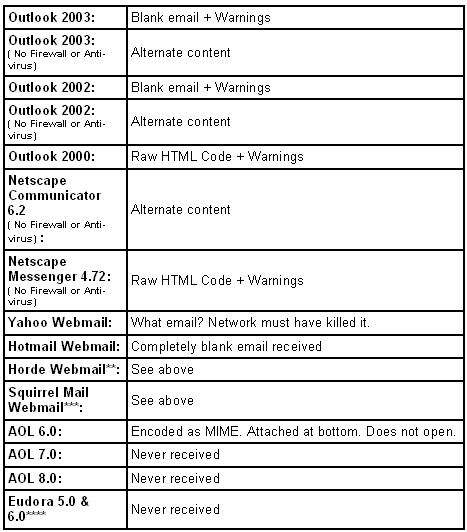 Outlook 2003: Blank email + Warnings
Outlook 2003:
( No Firewall or Anti-
virus) Alternate content
Outlook 2002: Blank email + Warnings
Outlook 2002:
( No Firewall or Anti-
virus) Alternate content
Outlook 2000: Raw HTML Code + Warnings
Netscape
Communicator
6.2
( No Firewall or Anti-
virus) : Alternate content
Netscape
Messenger 4.72:
( No Firewall or Anti-
virus) Raw HTML Code + Warnings
Yahoo Webmail: What email? Network must have killed it.
Hotmail Webmail: Completely blank email received
Horde Webmail**: See above
Squirrel Mail
Webmail***: See above
AOL 6.0: Encoded as MIME. Attached at bottom. Does not open.
AOL 7.0: Never received
AOL 8.0: Never received
Eudora 5.0 &
6.0**** Never received